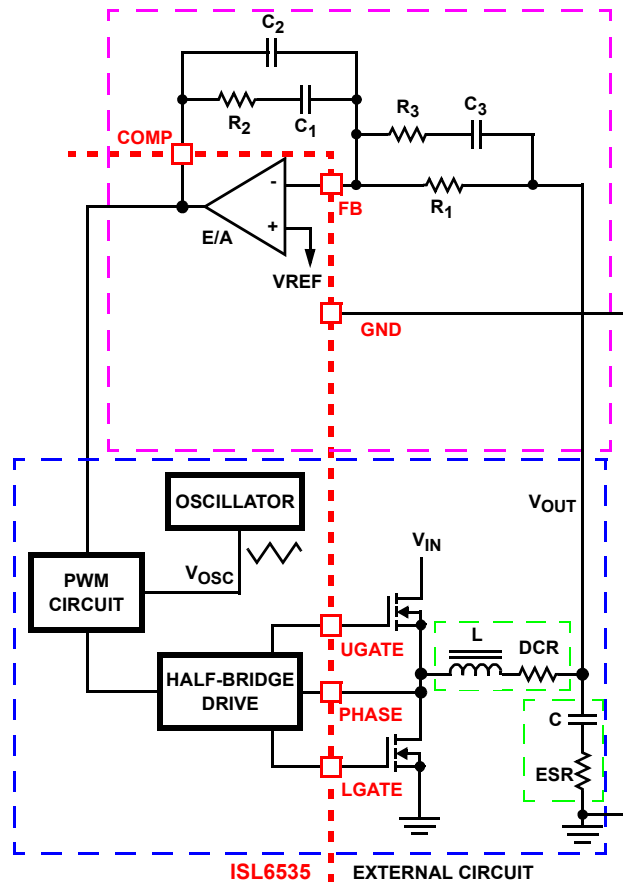 C2
R2
C1
R3
C3
R1
COMP
-
+
E/A
FB
VREF
GND
OSCILLATOR
VOSC
PWM
CIRCUIT
HALF-BRIDGE
DRIVE
VIN
VOUT
UGATE
PHASE
LGATE
L
DCR
C
ESR
ISL6535
EXTERNAL CIRCUIT